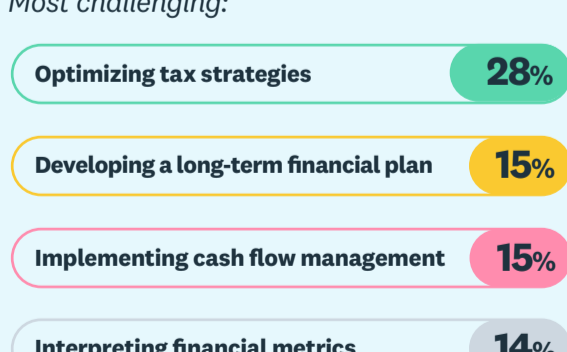 Most challenging:
Optimizing tax strategies 28%
Developing a long-term financial plan 15%
Implementing cash flow management 15%
Interpreting financial metrics 14%